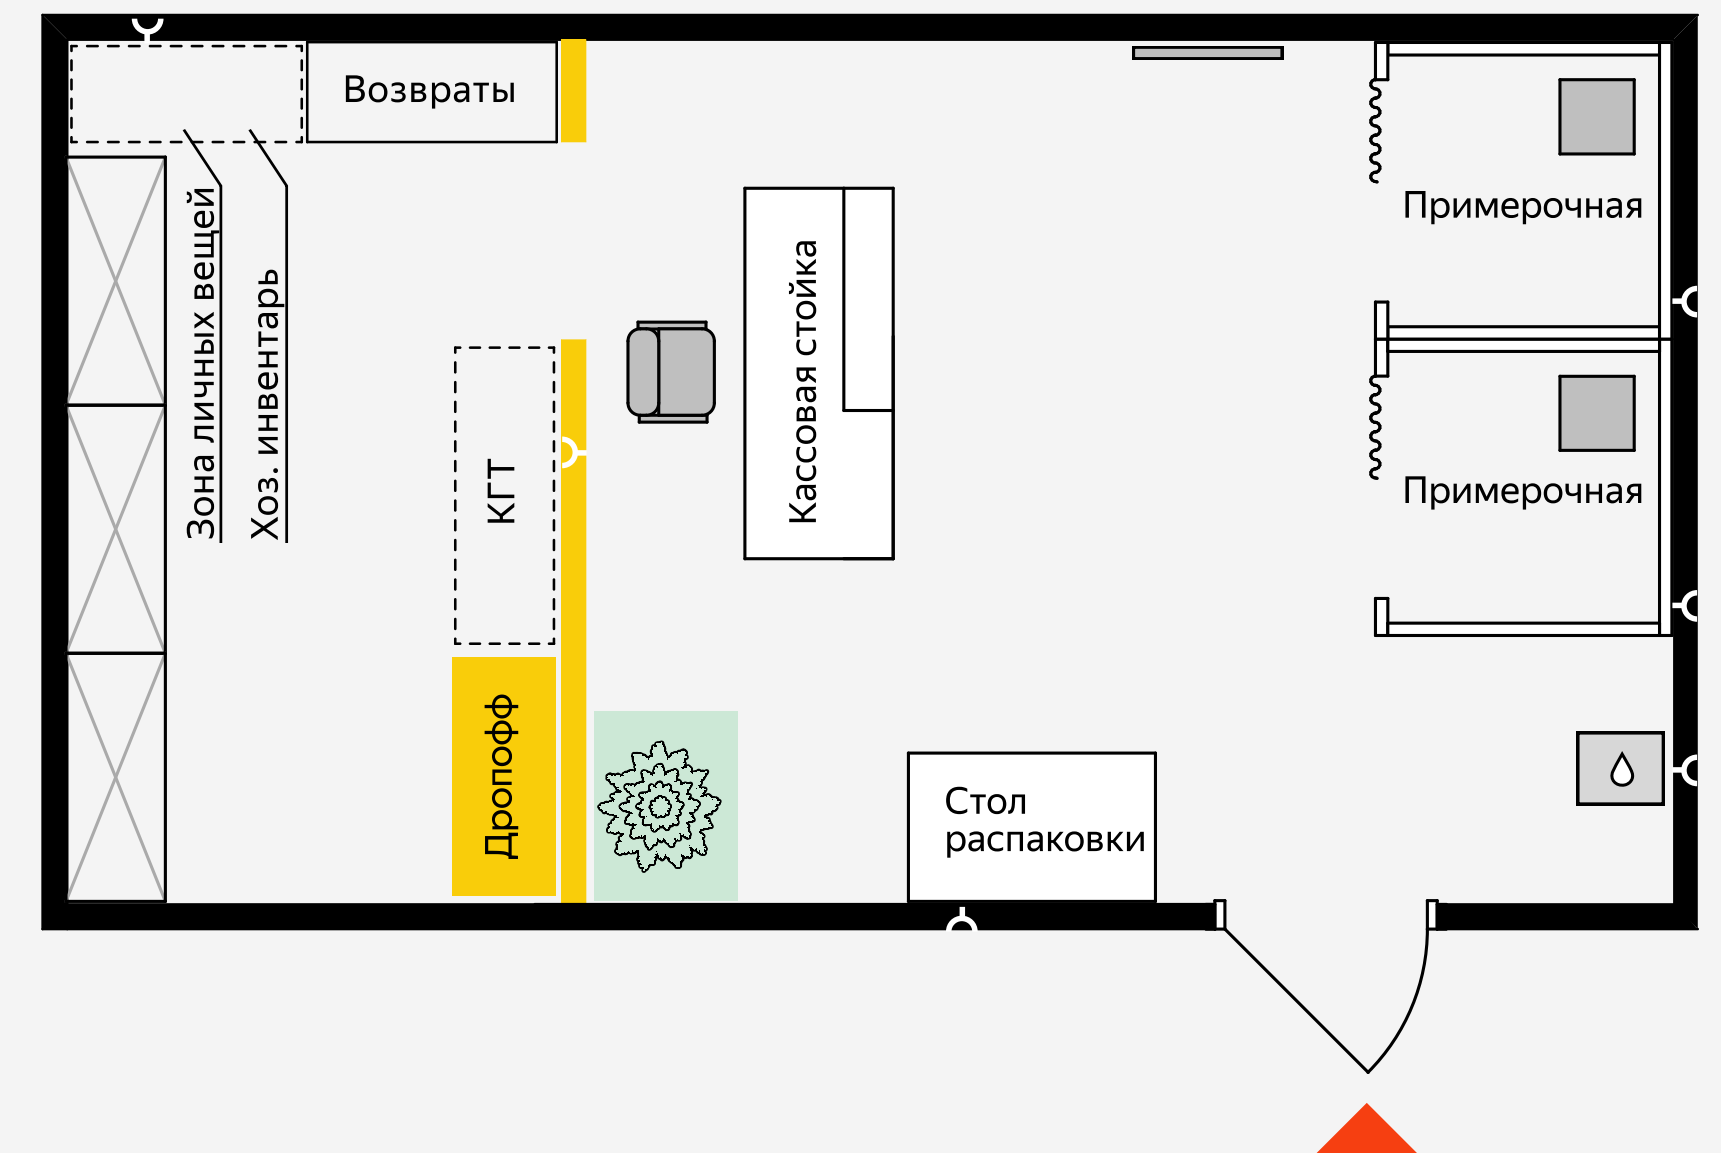 Возвраты
Зона личных вещей
Хоз. инвентарь
Кассовая стойка
Примерочная
КГТ
Примерочная
Дропофф
Стол
распаковки